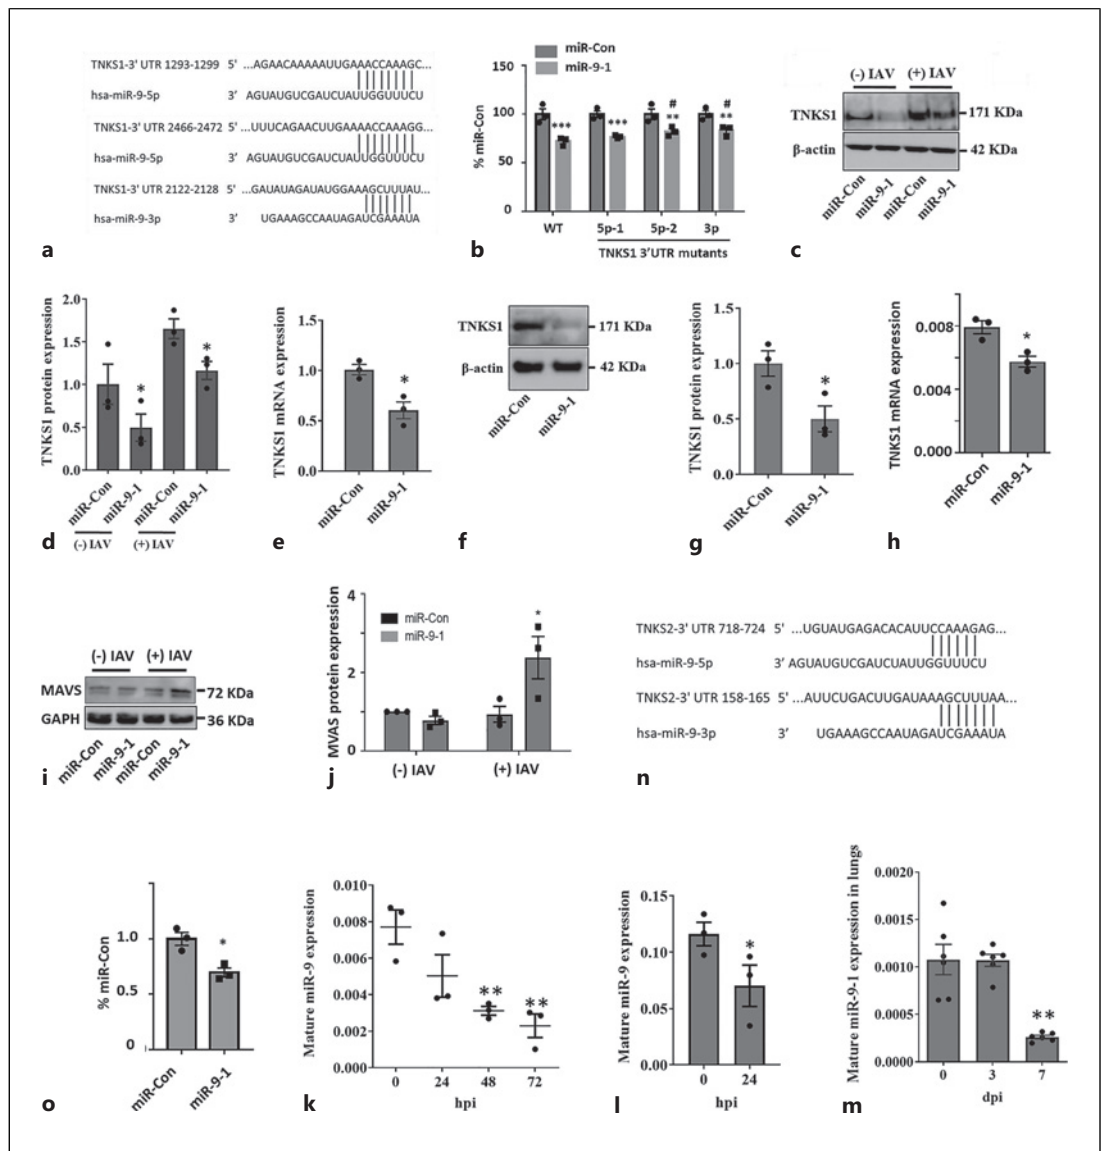 TNKS1-3' UTR 1293-1299 5' ...AGAACAAAAAUUGAAACCAAAGC...
hsa-miR-9-5p 3' AGUAUGUCGAUCUAUUGGUUUCU
TNKS1-3' UTR 2466-2472 5' ...UUUCAGAACUUGAAAACCAAAGG...
hsa-miR-9-5p 3' AGUAUGUCGAUCUAUUGGUUUCU
TNKS1-3' UTR 2122-2128 5' ...GAUAUAGAUAUGGAAAGCUUUAU...
hsa-miR-9-3p 3' UGAAAGCCAAUAGAUCGAAAUA
a
miR-Con
miR-9-1
% miR-Con
150
100
50
0
***
***
#
**
#
**
WT
5p-1
5p-2
3p
TNKS1 3'UTR mutants
b
(-) IAV (+) IAV
TNKS1
171 KDa
β-actin
42 KDa
miR-Con
miR-9-1
miR-Con
miR-9-1
c
TNKS1 protein expression
2.0
1.5
1.0
0.5
0.0
*
*
miR-Con
miR-9-1
miR-Con
miR-9-1
(-) IAV
(+) IAV
d
TNKS1 mRNA expression
1.5
1.0
0.5
0.0
*
miR-Con
miR-9-1
e
TNKS1
171 KDa
β-actin
42 KDa
miR-Con
miR-9-1
f
TNKS1 protein expression
1.5
1.0
0.5
0.0
*
miR-Con
miR-9-1
g
TNKS1 mRNA expression
0.008
0.004
0.000
*
miR-Con
miR-9-1
h
(-) IAV (+) IAV
MAVS
72 KDa
GAPH
36 KDa
miR-Con
miR-9-1
miR-Con
miR-9-1
i
MVAS protein expression
4
2
0
miR-Con
miR-9-1
*
(-) IAV
(+) IAV
j
TNKS2-3' UTR 718-724 5' ...UGUAUGAGACACAUUCCAAAGAG...
hsa-miR-9-5p 3' AGUAUGUCGAUCUAUUGGUUUCU
TNKS2-3' UTR 158-165 5' ...AUUCUGACUUGAUAAAGCUUUAA...
hsa-miR-9-3p 3' UGAAAGCCAAUAGAUCGAAAUA
n
% miR-Con
1.0
0.5
0
*
miR-Con
miR-9-1
o
Mature miR-9 expression
0.010
0.008
0.006
0.004
0.002
0.000
**
**
0
24
48
72
hpi
k
Mature miR-9 expression
0.15
0.10
0.05
0.00
*
0
24
hpi
l
Mature miR-9-1 expression in lungs
0.0020
0.0015
0.0010
0.0005
0.0000
**
0
3
7
dpi
m